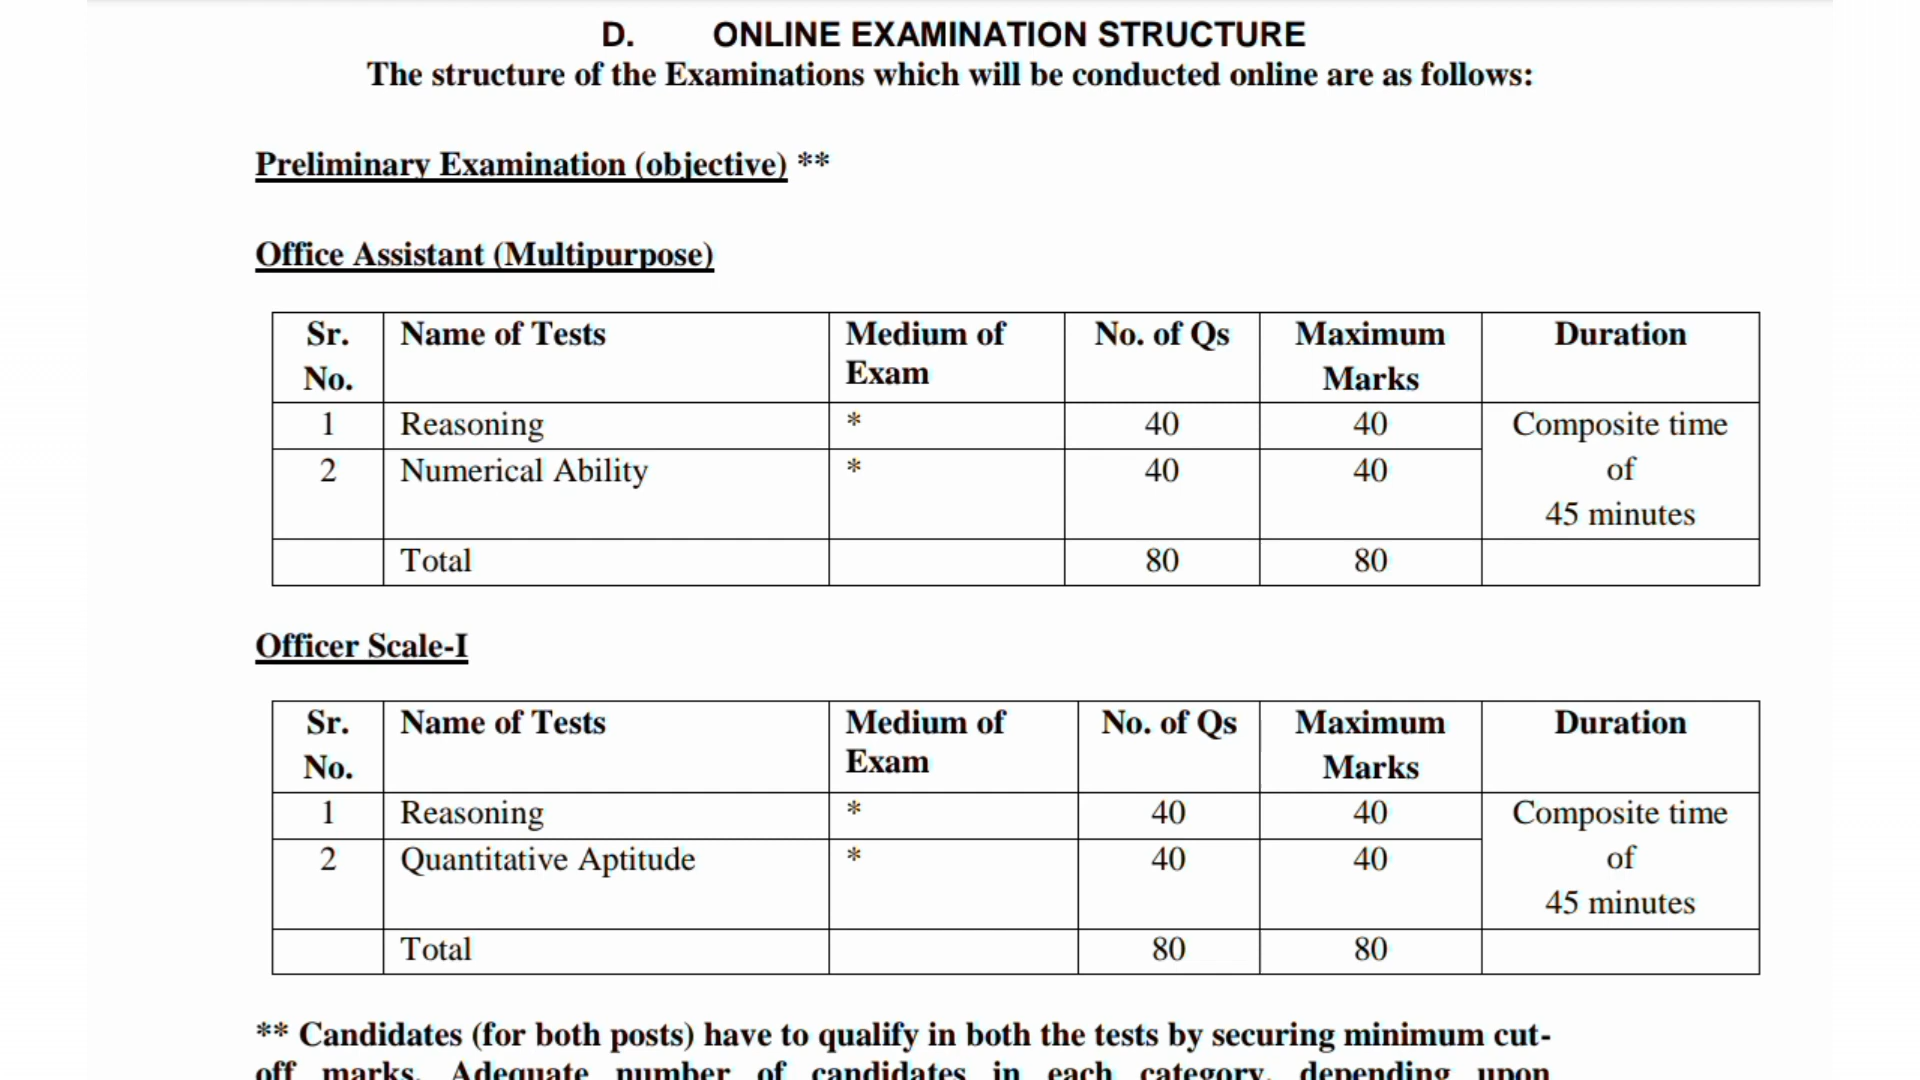 D. ONLINE EXAMINATION STRUCTURE
The structure of the Examinations which will be conducted online are as follows:
Preliminary Examination (objective) **
Office Assistant (Multipurpose)
Sr. No. Name of Tests Medium of Exam No. of Qs Maximum Marks Duration
1 Reasoning * 40 40 Composite time of 45 minutes
2 Numerical Ability * 40 40
Total 80 80
Officer Scale-I
Sr. No. Name of Tests Medium of Exam No. of Qs Maximum Marks Duration
1 Reasoning * 40 40 Composite time of 45 minutes
2 Quantitative Aptitude * 40 40
Total 80 80
** Candidates (for both posts) have to qualify in both the tests by securing minimum cut-
off marks. Adequate number of candidates in each category, depending upon